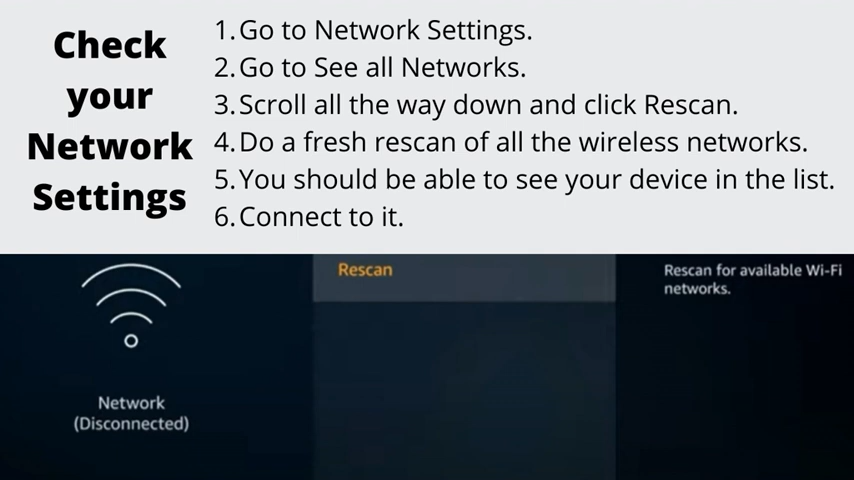 Check
your
Network
Settings
1. Go to Network Settings.
2. Go to See all Networks.
3. Scroll all the way down and click Rescan.
4. Do a fresh rescan of all the wireless networks.
5. You should be able to see your device in the list.
6. Connect to it.
Network
(Disconnected)
Rescan
Rescan for available Wi-Fi
networks.